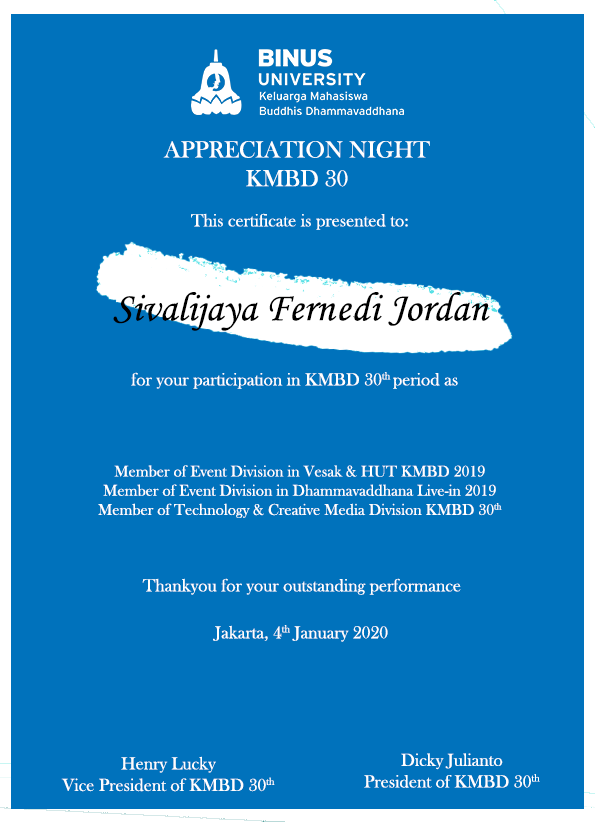 BINUS
UNIVERSITY
Keluarga Mahasiswa
Buddhis Dhammavaddhana
APPRECIATION NIGHT
KMBD 30
This certificate is presented to:
Sivalijaya Fernedi Jordan
for your participation in KMBD 30th period as
Member of Event Division in Vesak & HUT KMBD 2019
Member of Event Division in Dhammavaddhana Live-in 2019
Member of Technology & Creative Media Division KMBD 30th
Thankyou for your outstanding performance
Jakarta, 4th January 2020
Henry Lucky
Vice President of KMBD 30th
Dicky Julianto
President of KMBD 30th